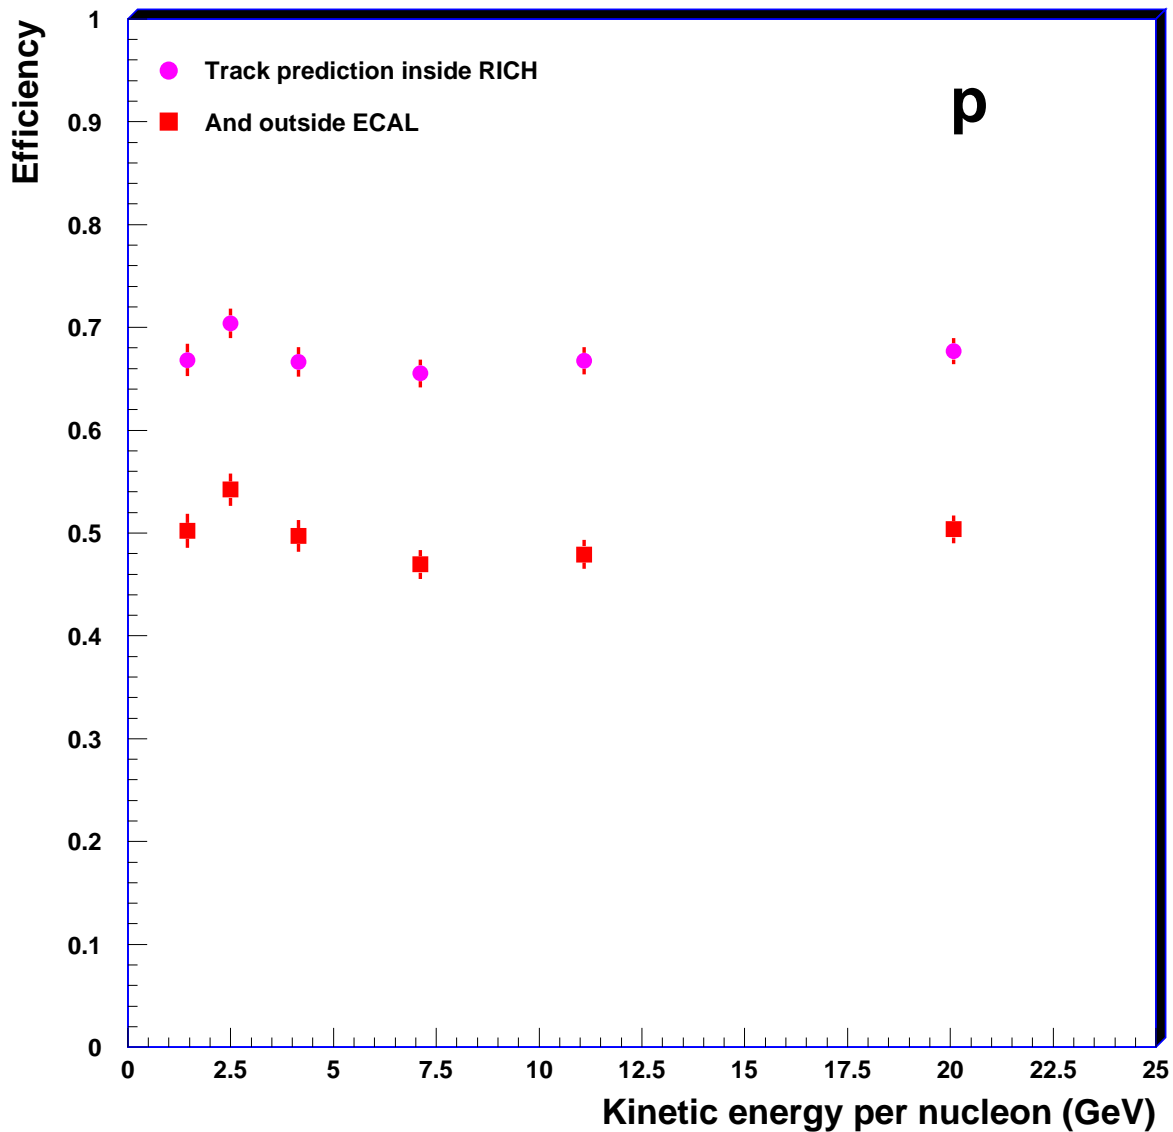 Efficiency
1
0.9
0.8
0.7
0.6
0.5
0.4
0.3
0.2
0.1
0
Track prediction inside RICH
And outside ECAL
p
0 2.5 5 7.5 10 12.5 15 17.5 20 22.5 25
Kinetic energy per nucleon (GeV)